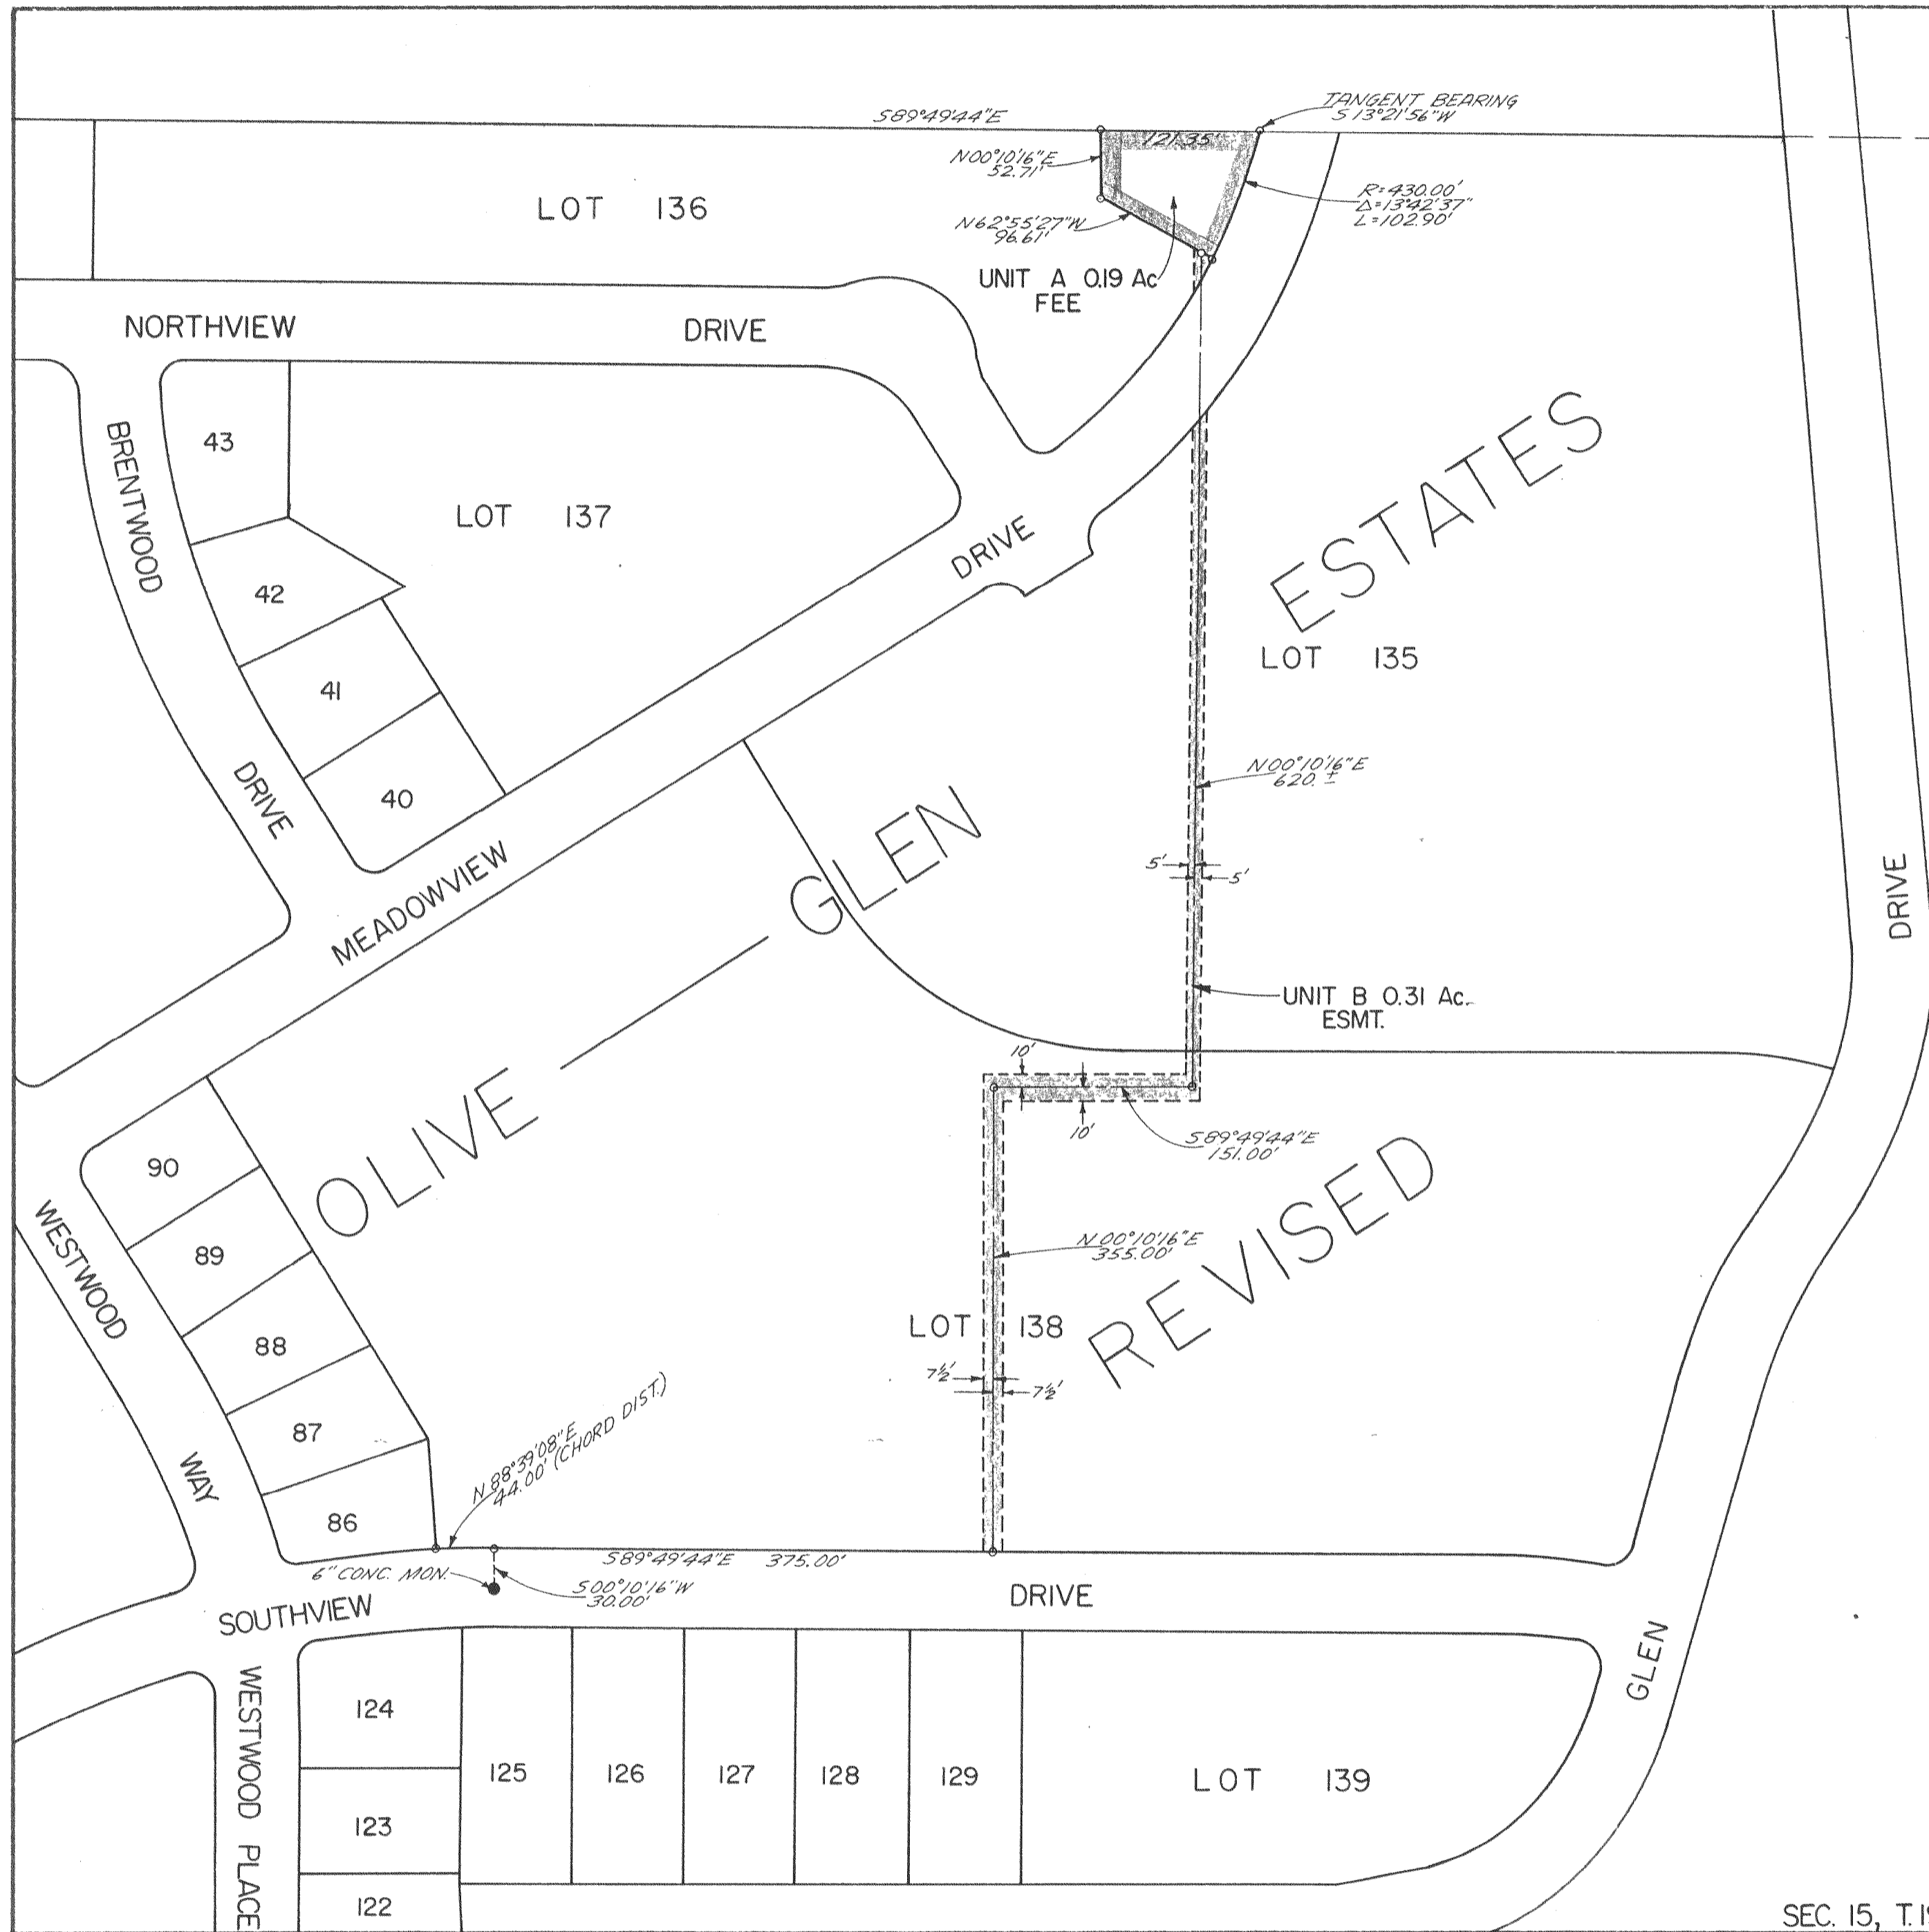 S89°49'44"E
TANGENT BEARING
S13°21'56"W
121.35'
N00°10'16"E
52.71'
R=430.00'
Δ=13°42'37"
L=102.90'
LOT 136
N62°55'27"W
96.61'
UNIT A 0.19 Ac
FEE
NORTHVIEW DRIVE
43
BRENTWOOD DRIVE
LOT 137
DRIVE
42
ESTATES
LOT 135
41
40
N00°10'16"E
620.±
MEADOWVIEW
GLEN
5'
5'
DRIVE
UNIT B 0.31 Ac.
ESMT.
10'
10'
OLIVE
S89°49'44"E
151.00'
90
WESTWOOD WAY
89
REVISED
N00°10'16"E
355.00'
88
LOT 138
7½'
7½'
87
N88°39'08"E
44.00' (CHORD DIST.)
86
S89°49'44"E 375.00'
6" CONC. MON.
S00°10'16"W
30.00'
SOUTHVIEW DRIVE
GLEN
WESTWOOD PLACE
124
125
126
127
128
129
LOT 139
123
122
SEC. 15, T.